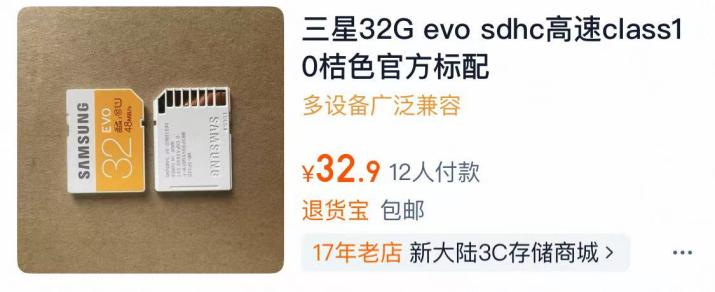 三星32G evo sdhc高速class1
0桔色官方标配
多设备广泛兼容
¥32.9 12人付款
退货宝 包邮
17年老店 新大陆3C存储商城 >
SAMSUNG
32 EVO
48MB/s
SAMSUNG